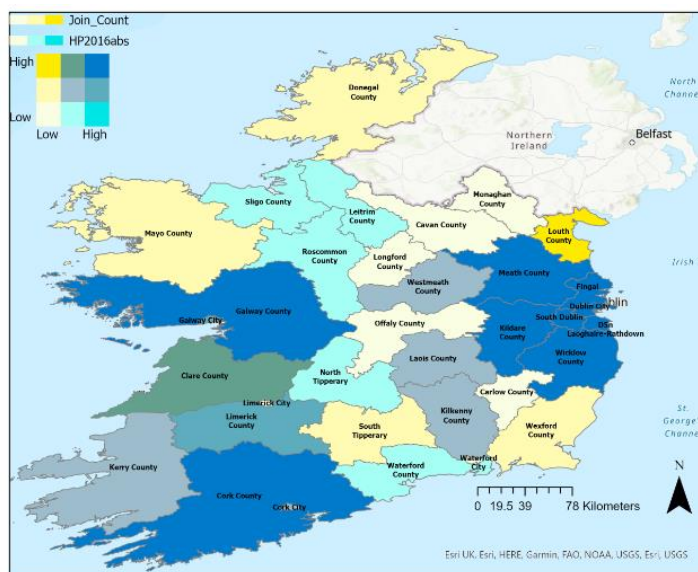 Join_Count
HP2016abs
High
Low
Low
High
Donegal
County
North
Channe
Northern
Ireland
Belfast
Sligo County
Leitrim
County
Monaghan
County
Cavan County
Louth
County
Mayo County
Roscommon
County
Longford
County
Irish
Westmeath
County
Meath County
Fingal
Galway County
Galway City
Dublin City
blin
Offaly County
South Dublin
Kildare
County
Laoghaire-Rathdown
Laois County
Wicklow
County
Clare County
North
Tipperary
Carlow County
Limerick City
Limerick
County
Kilkenny
County
St.
George'
Channe
South
Tipperary
Wexford
County
Kerry County
Waterford
County
Waterford
City
Cork County
Cork City
N
0 19.5 39 78 Kilometers
Esri UK, Esri, HERE, Garmin, FAO, NOAA, USGS, Esri, USGS